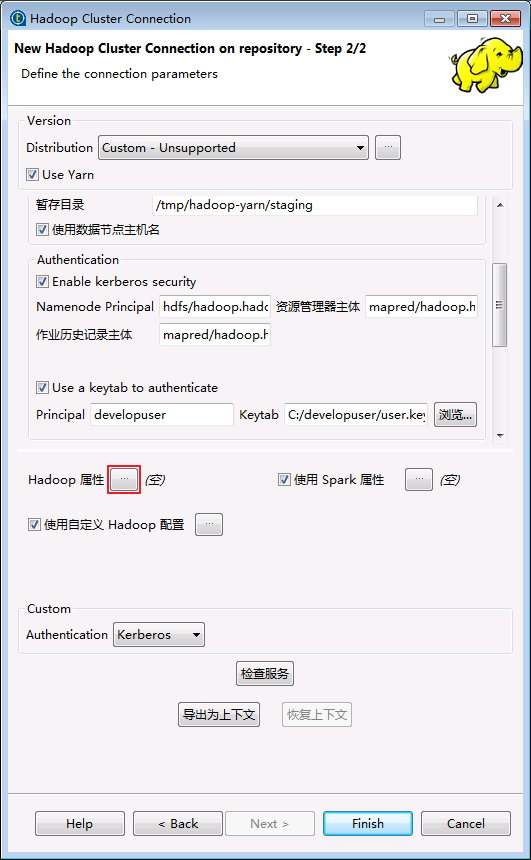 Hadoop Cluster Connection
New Hadoop Cluster Connection on repository - Step 2/2
Define the connection parameters
Version
Distribution Custom - Unsupported ...
Use Yarn
暂存目录 /tmp/hadoop-yarn/staging
使用数据节点主机名
Authentication
Enable kerberos security
Namenode Principal hdfs/hadoop.hadc 资源管理器主体 mapred/hadoop.h
作业历史记录主体 mapred/hadoop.h
Use a keytab to authenticate
Principal developuser Keytab C:/developuser/user.key 浏览...
Hadoop 属性 ... (空) 使用 Spark 属性 ... (空)
使用自定义 Hadoop 配置 ...
Custom
Authentication Kerberos
检查服务
导出为上下文 恢复上下文
Help < Back Next > Finish Cancel